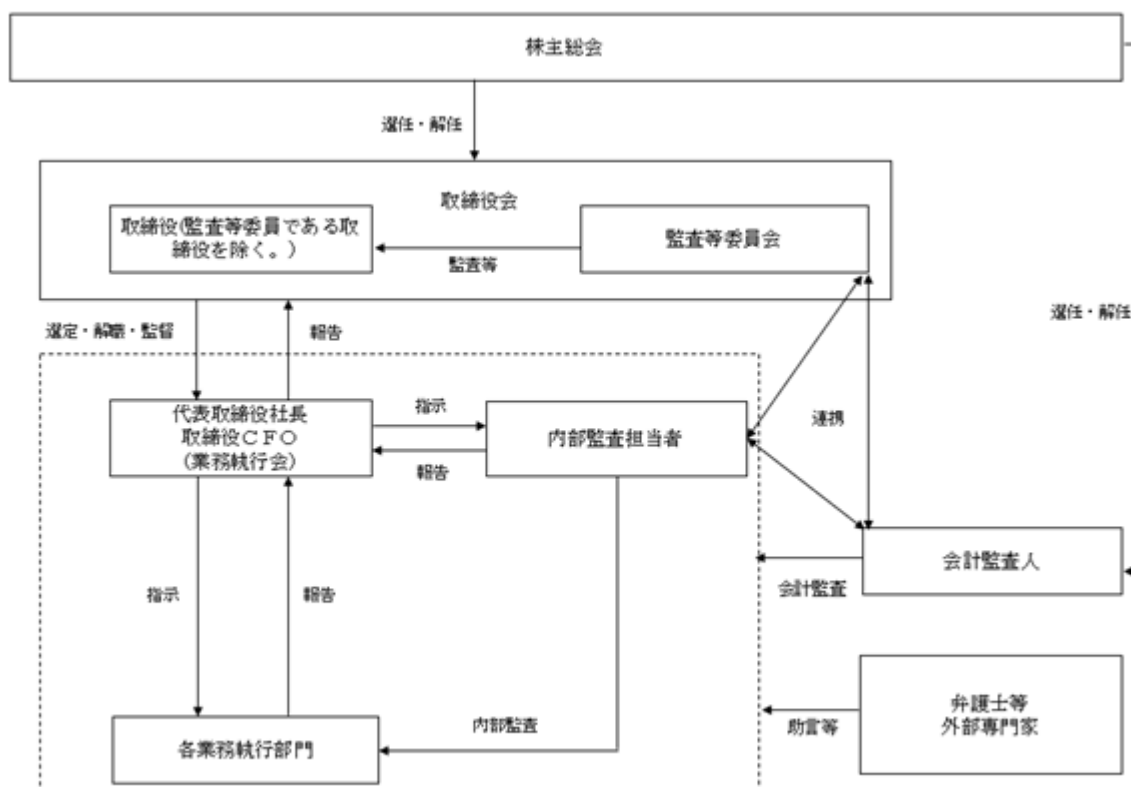 株主総会
選任・解任
取締役会
取締役(監査等委員である取
締役を除く。)
監査等委員会
監査等
選任・解任
選定・解職・監督
報告
代表取締役社長
取締役CFO
(業務執行会)
指示
報告
内部監査担当者
連携
会計監査人
会計監査
指示
報告
弁護士等
外部専門家
助言等
内部監査
各業務執行部門